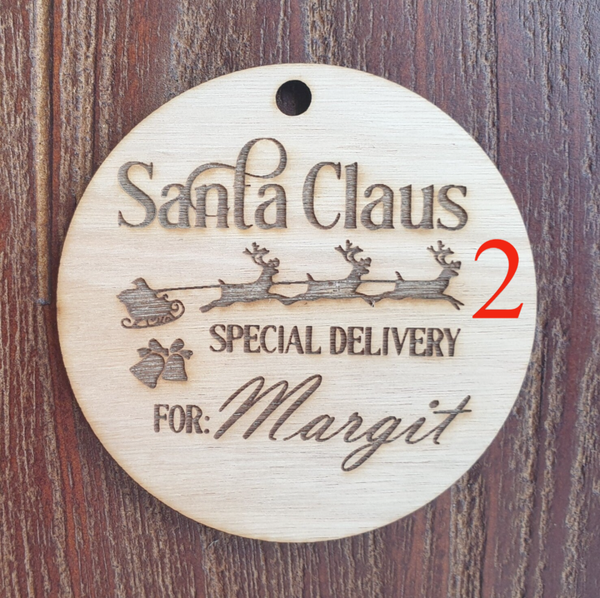 Santa Claus
2
SPECIAL DELIVERY
FOR: Margit